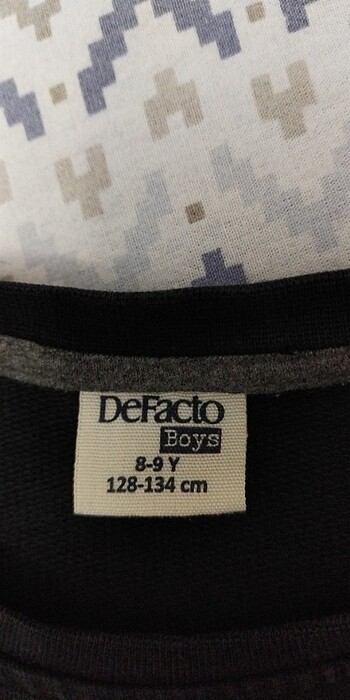 DeFacto
Boys
8-9 Y
128-134 cm